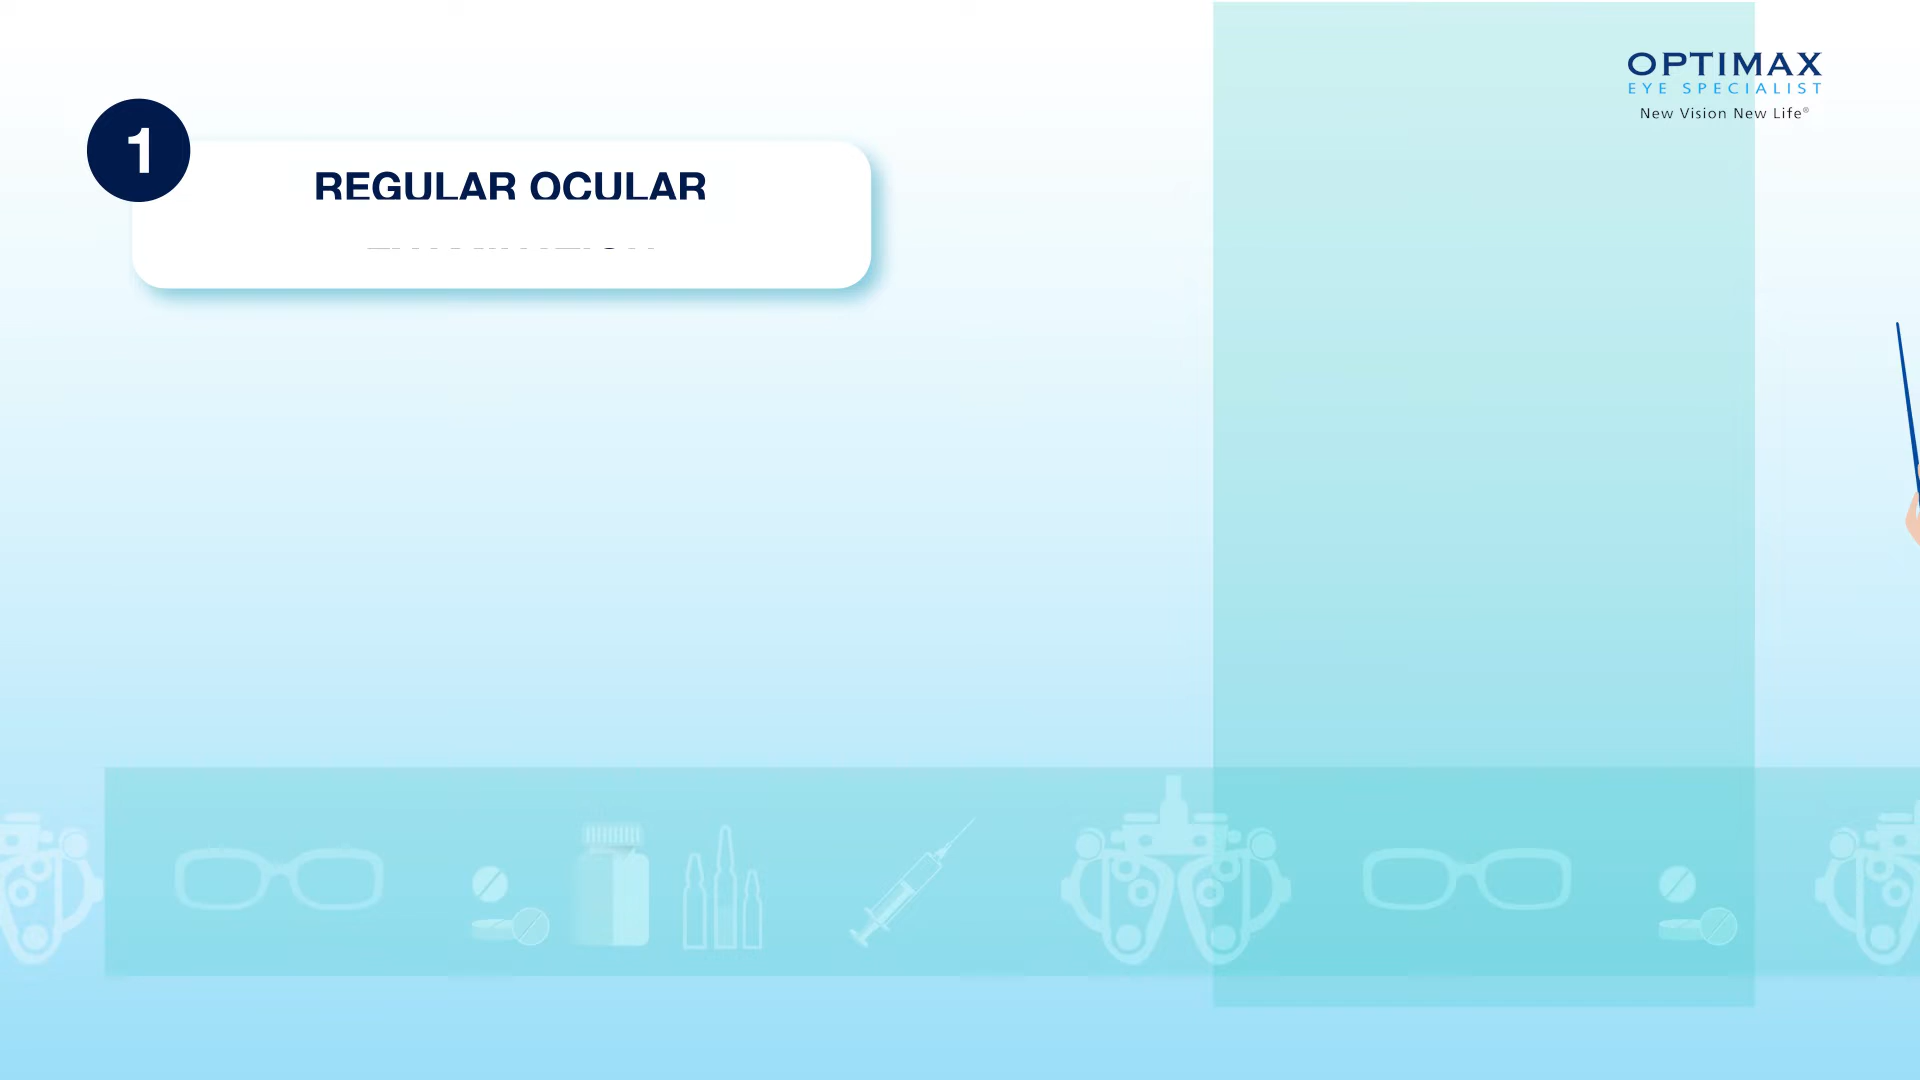 OPTIMAX
EYE SPECIALIST
New Vision New Life®
1
REGULAR OCULAR